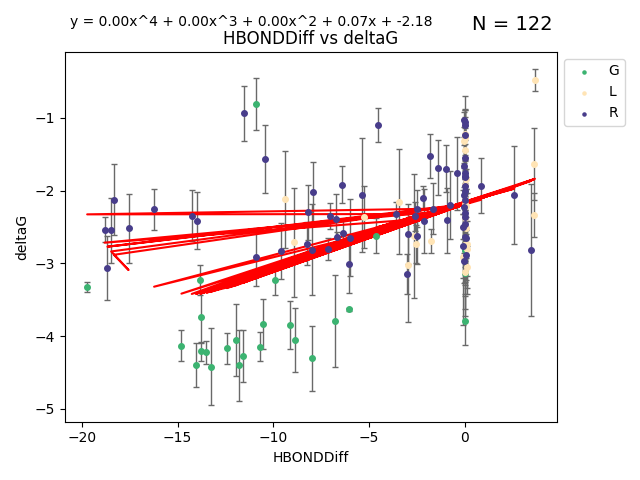 y = 0.00x^4 + 0.00x^3 + 0.00x^2 + 0.07x + -2.18
N = 122
HBONDDiff vs deltaG
G
L
R
−1
−2
−3
−4
−5
deltaG
−20 −15 −10 −5 0
HBONDDiff